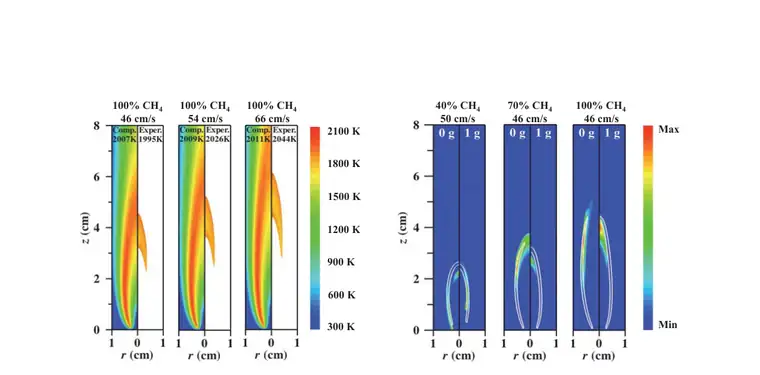 100% CH4 100% CH4 100% CH4
46 cm/s 54 cm/s 66 cm/s
Comp. Exper. Comp. Exper. Comp. Exper.
2007K 1995K 2009K 2026K 2011K 2044K
8
6
4
2
0
z (cm)
1 0 1 1 0 1 1 0 1
r (cm) r (cm) r (cm)
2100 K
1800 K
1500 K
1200 K
900 K
600 K
300 K
40% CH4 70% CH4 100% CH4
50 cm/s 46 cm/s 46 cm/s
0 g 1 g 0 g 1 g 0 g 1 g
8
6
4
2
0
z (cm)
1 0 1 1 0 1 1 0 1
r (cm) r (cm) r (cm)
Max
Min